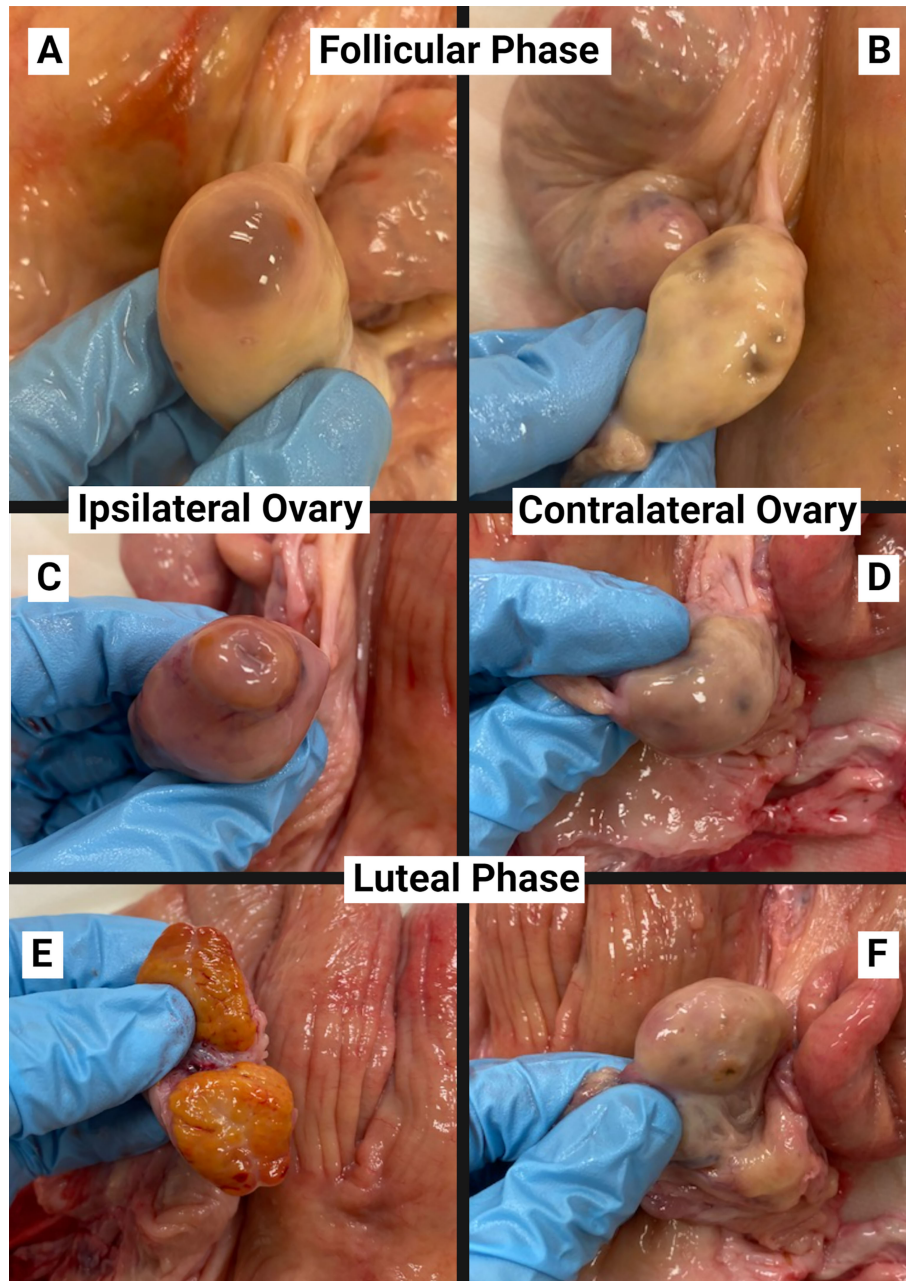 A
Follicular Phase
B
Ipsilateral Ovary
Contralateral Ovary
C
D
Luteal Phase
E
F